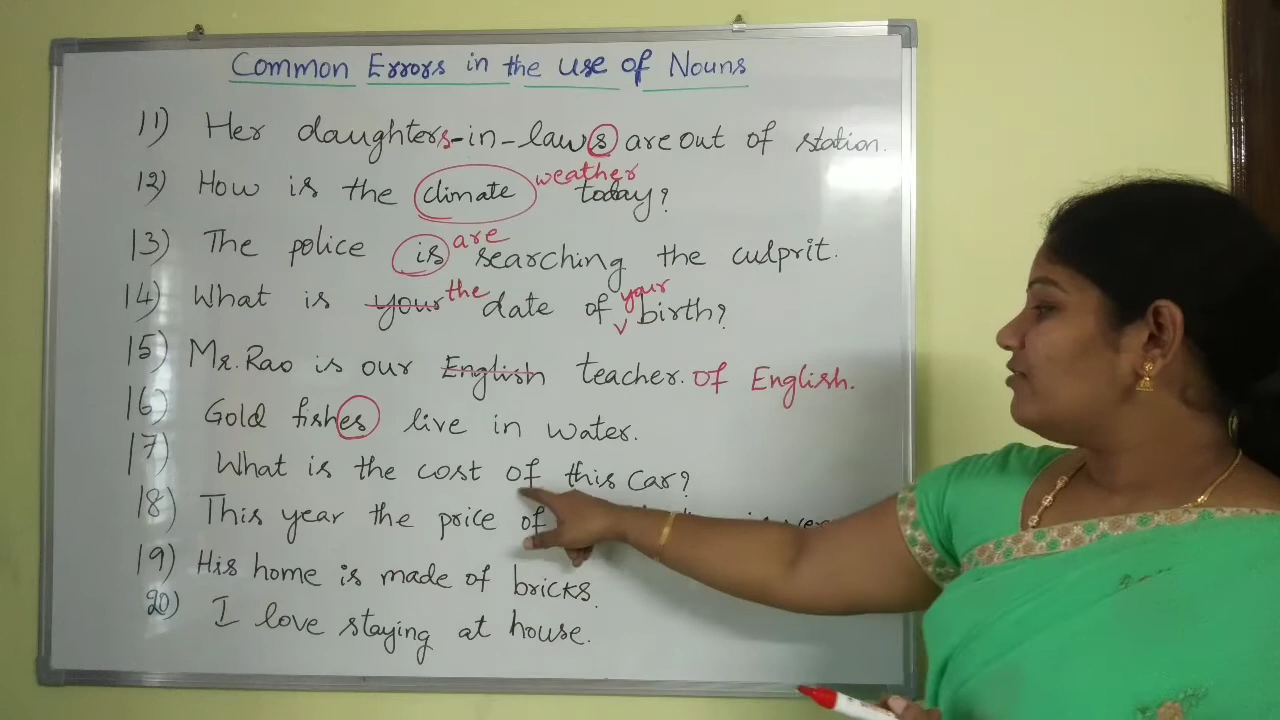 Common Errors in the use of Nouns
11) Her daughters-in-laws are out of station.
12) How is the climate weather today?
13) The police is are searching the culprit.
14) What is your the date of your birth?
15) Mr. Rao is our English teacher. of English.
16) Gold fishes live in water.
17) What is the cost of this car?
18) This year the price of is
19) His home is made of bricks.
20) I love staying at house.